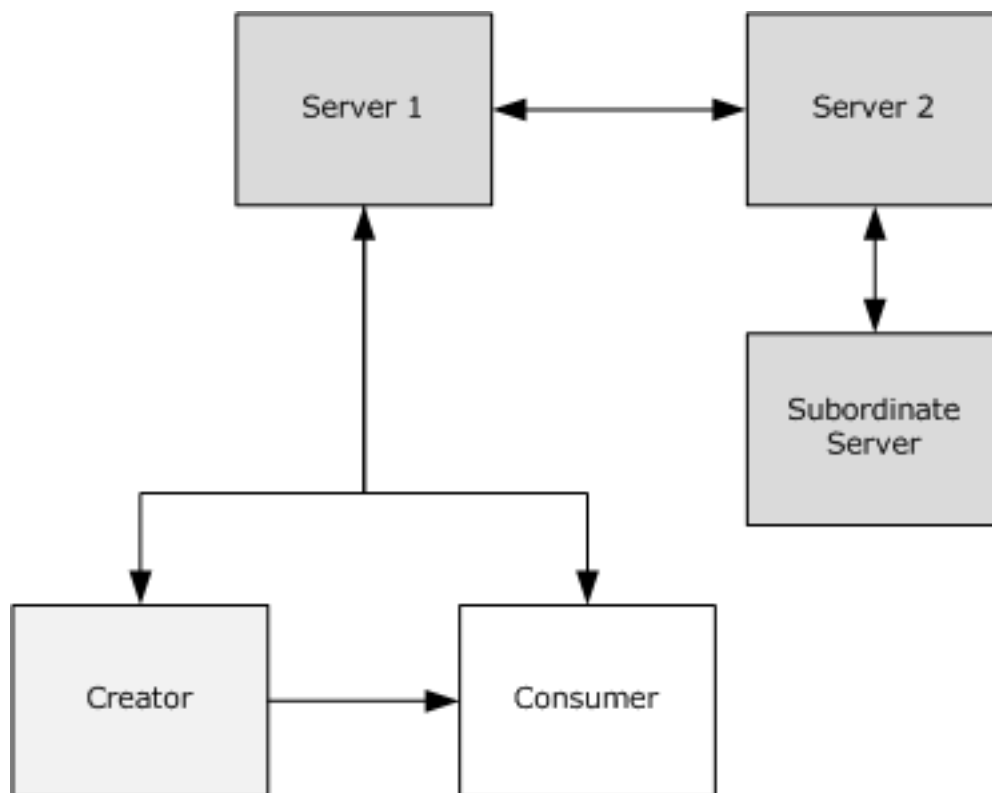 Server 1
Server 2
Subordinate
Server
Creator
Consumer